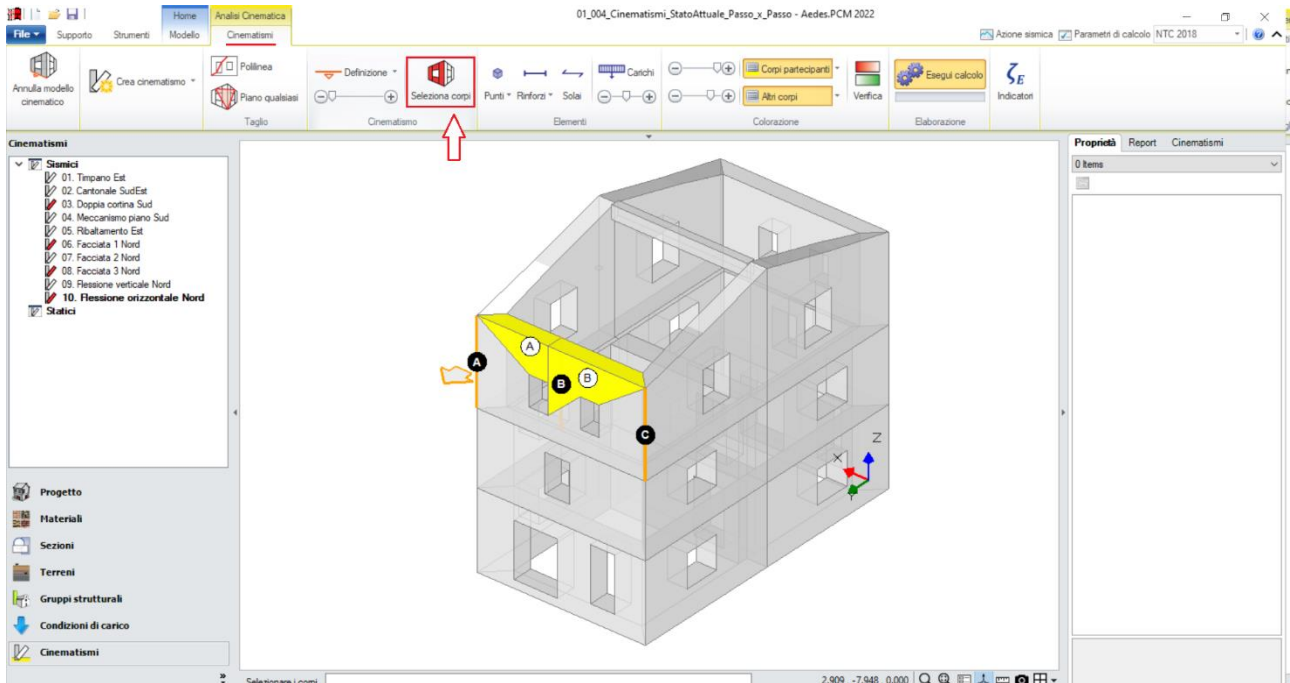 Home Analisi Cinematica 01_004_Cinematismi_StatoAttuale_Passo_x_Passo - Aedes.PCM 2022
File Supporto Strumenti Modello Cinematismi Azione sismica Parametri di calcolo NTC 2018
Annulla modello cinematico
Crea cinematismo
Polilinea
Piano qualsiasi
Taglio
Definizione
Seleziona corpi
Cinematismo
Punti Rinforzi Solai
Carichi
Elementi
Corpi partecipanti
Altri corpi
Verifica
Colorazione
Esegui calcolo
Elaborazione
ζE
Indicatori
Cinematismi
Sismici
01. Timpano Est
02. Cantonale SudEst
03. Doppia cortina Sud
04. Meccanismo piano Sud
05. Ribaltamento Est
06. Facciata 1 Nord
07. Facciata 2 Nord
08. Facciata 3 Nord
09. Flessione verticale Nord
10. Flessione orizzontale Nord
Statici
Progetto
Materiali
Sezioni
Terreni
Gruppi strutturali
Condizioni di carico
Cinematismi
A
A
B
B
C
Z
X
Y
Proprietà Report Cinematismi
0 Items
Selezionare i corpi
2.909 -7.948 0.000